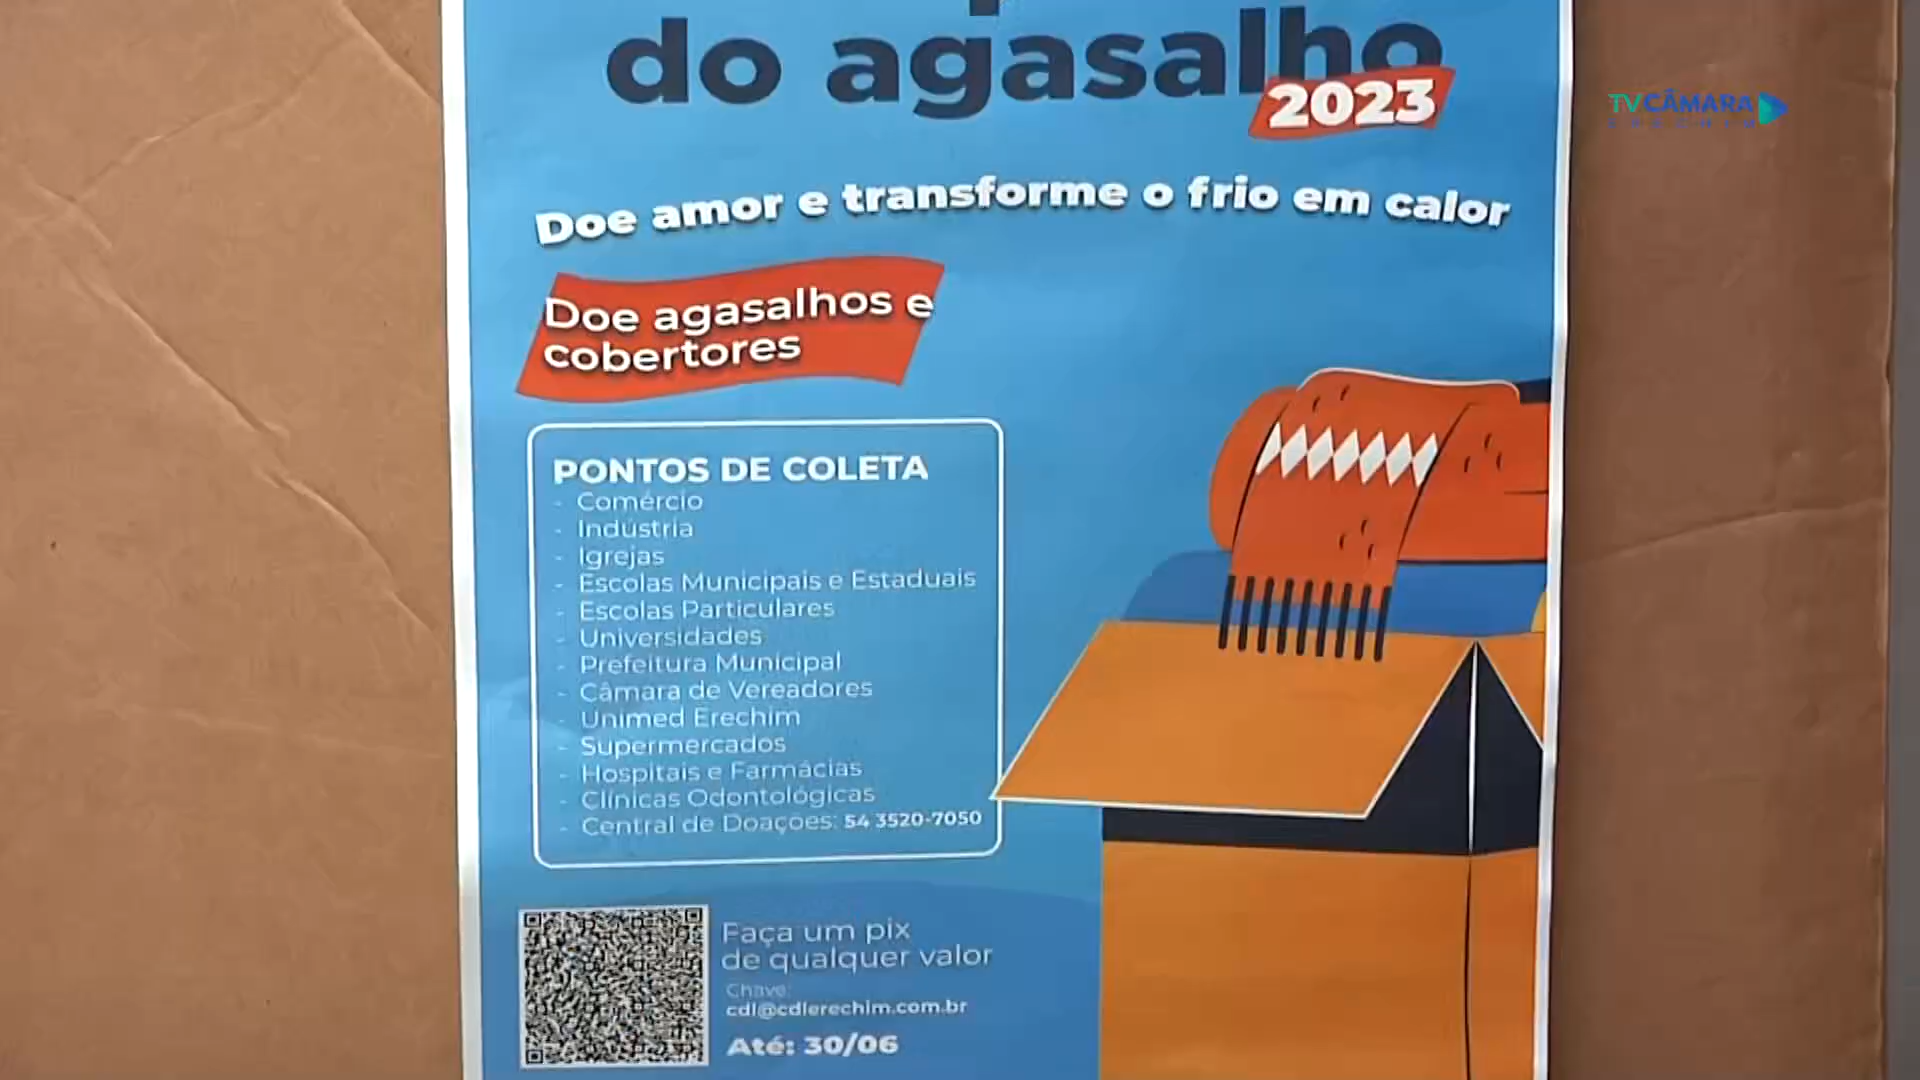 do agasalho
2023
TV CÂMARA
Doe amor e transforme o frio em calor
Doe agasalhos e
cobertores
PONTOS DE COLETA
- Comércio
- Indústria
- Igrejas
- Escolas Municipais e Estaduais
- Escolas Particulares
- Universidades
- Prefeitura Municipal
- Câmara de Vereadores
- Unimed Erechim
- Supermercados
- Hospitais e Farmácias
- Clínicas Odontológicas
- Central de Doações: 54 3520-7050
Faça um pix
de qualquer valor
Chave:
cdl@cdlerechim.com.br
Até: 30/06